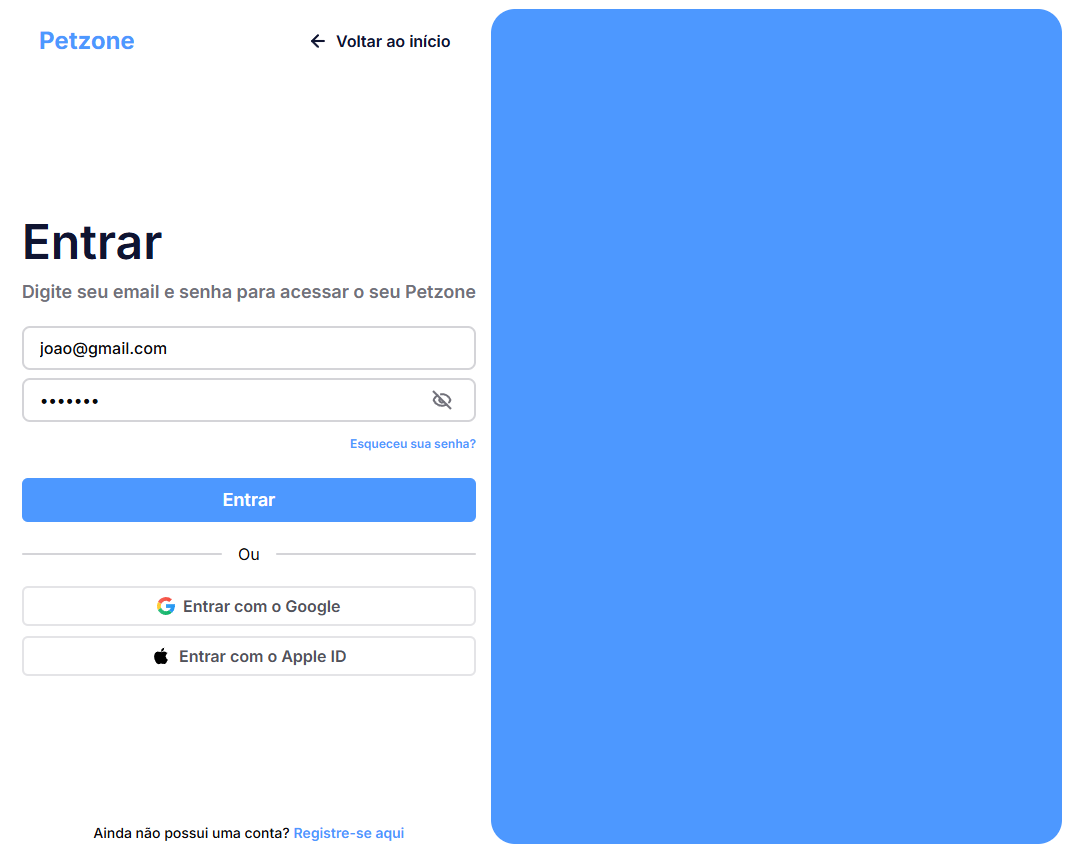 Petzone
Voltar ao início
Entrar
Digite seu email e senha para acessar o seu Petzone
joao@gmail.com
•••••••
Esqueceu sua senha?
Entrar
Ou
Entrar com o Google
Entrar com o Apple ID
Ainda não possui uma conta? Registre-se aqui